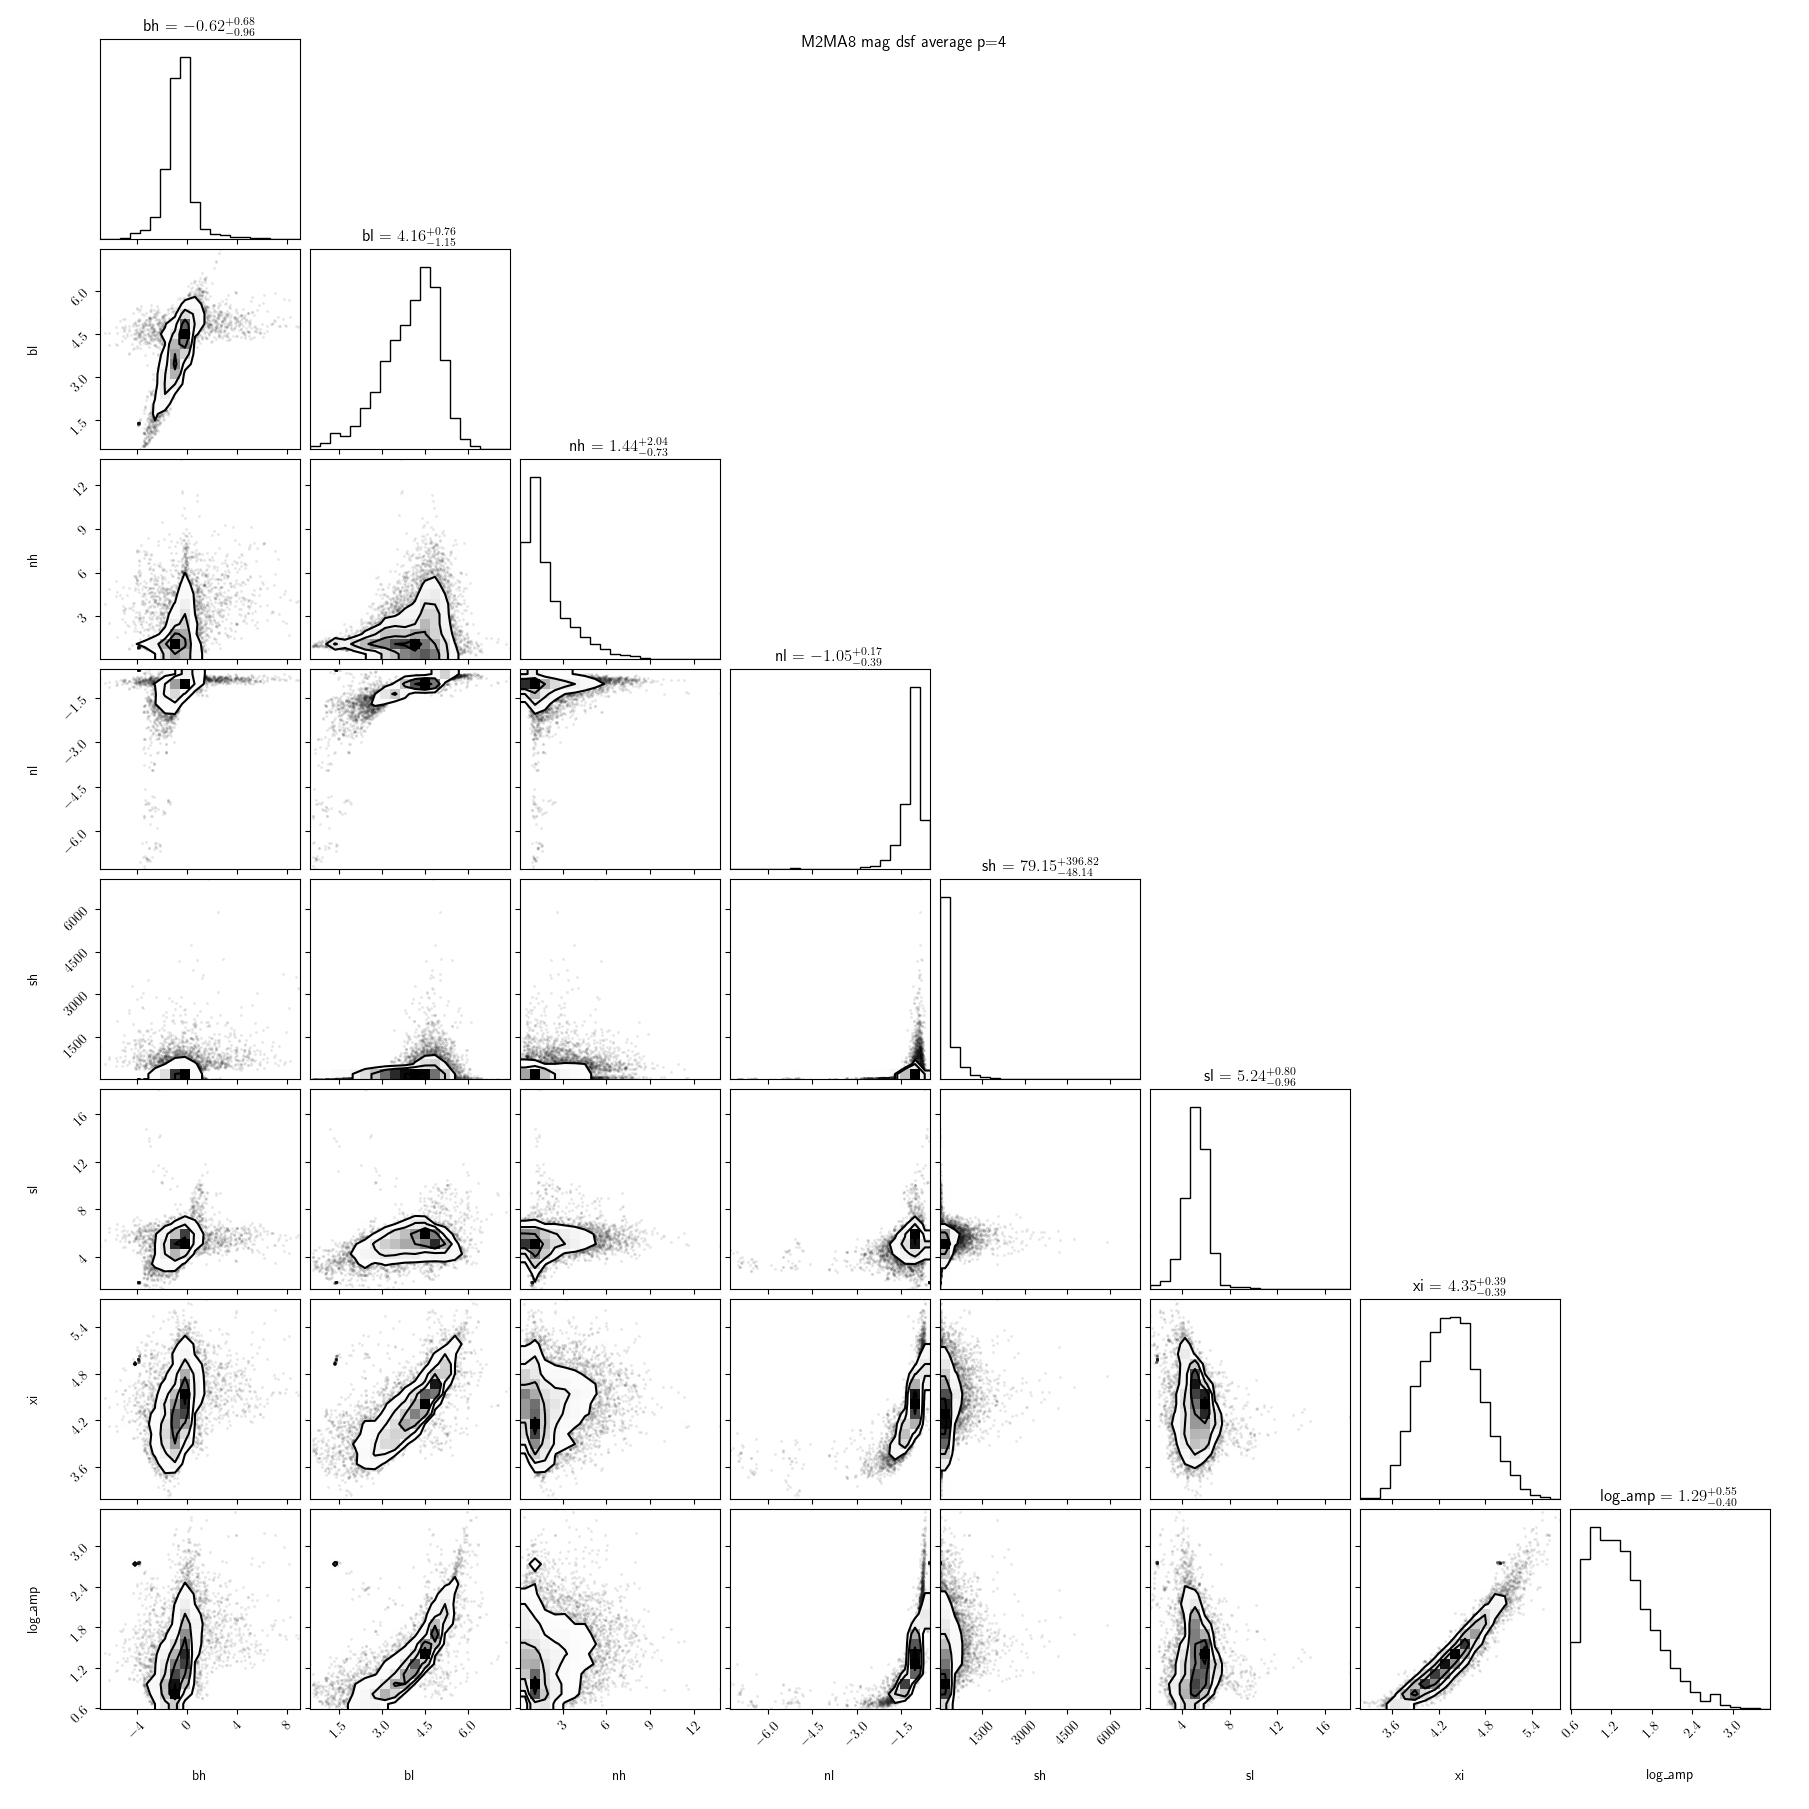 M2MA8 mag dsf average p=4
bh = −0.62 +0.68 −0.96
bl = 4.16 +0.76 −1.15
bl
6.0
4.5
3.0
1.5
nh = 1.44 +2.04 −0.73
nh
12
9
6
3
nl = −1.05 +0.17 −0.39
nl
−1.5
−3.0
−4.5
−6.0
sh = 79.15 +396.82 −48.14
sh
6000
4500
3000
1500
sl = 5.24 +0.80 −0.96
sl
16
12
8
4
xi = 4.35 +0.39 −0.39
xi
5.4
4.8
4.2
3.6
log_amp = 1.29 +0.55 −0.40
log_amp
3.0
2.4
1.8
1.2
0.6
−4 0 4 8 1.5 3.0 4.5 6.0 3 6 9 12 −6.0 −4.5 −3.0 −1.5 1500 3000 4500 6000 4 8 12 16 3.6 4.2 4.8 5.4 0.6 1.2 1.8 2.4 3.0
bh bl nh nl sh sl xi log_amp